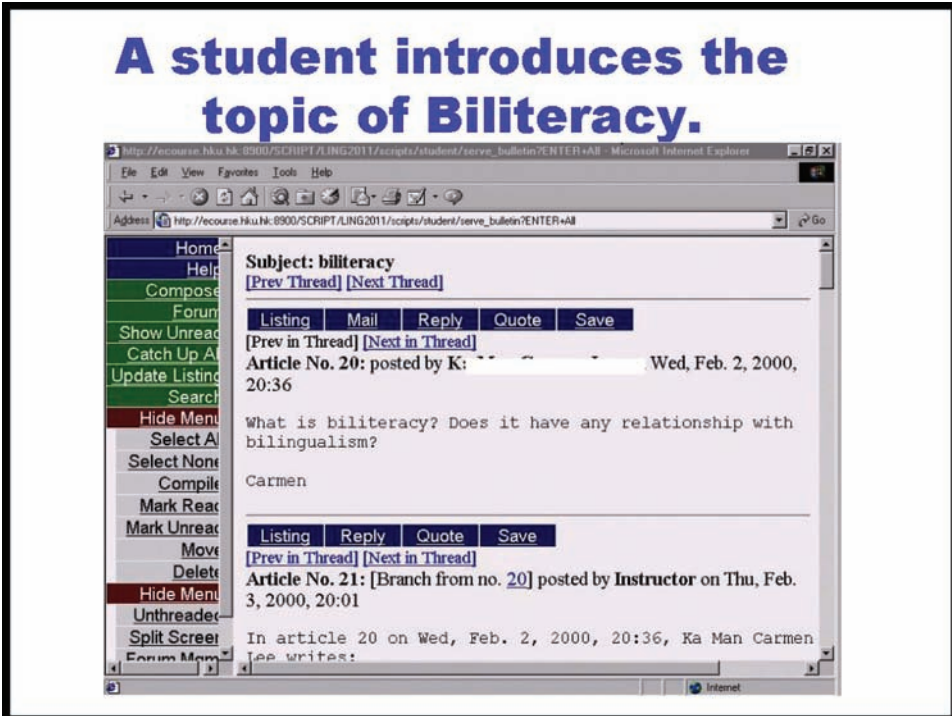 A student introduces the
topic of Biliteracy.
http://ecourse.hku.hk:8900/SCRIPT/LING2011/scripts/student/serve_bulletin?ENTER+All - Microsoft Internet Explorer
File Edit View Favorites Tools Help
Address http://ecourse.hku.hk:8900/SCRIPT/LING2011/scripts/student/serve_bulletin?ENTER+All Go
Home
Help
Compose
Forum
Show Unread
Catch Up Al
Update Listing
Search
Hide Menu
Select Al
Select None
Compile
Mark Read
Mark Unread
Move
Delete
Hide Menu
Unthreaded
Split Screen
Forum Mgm
Subject: biliteracy
[Prev Thread] [Next Thread]
Listing Mail Reply Quote Save
[Prev in Thread] [Next in Thread]
Article No. 20: posted by K: Wed, Feb. 2, 2000,
20:36
What is biliteracy? Does it have any relationship with
bilingualism?
Carmen
Listing Reply Quote Save
[Prev in Thread] [Next in Thread]
Article No. 21: [Branch from no. 20] posted by Instructor on Thu, Feb.
3, 2000, 20:01
In article 20 on Wed, Feb. 2, 2000, 20:36, Ka Man Carmen
Lee writes:
Internet